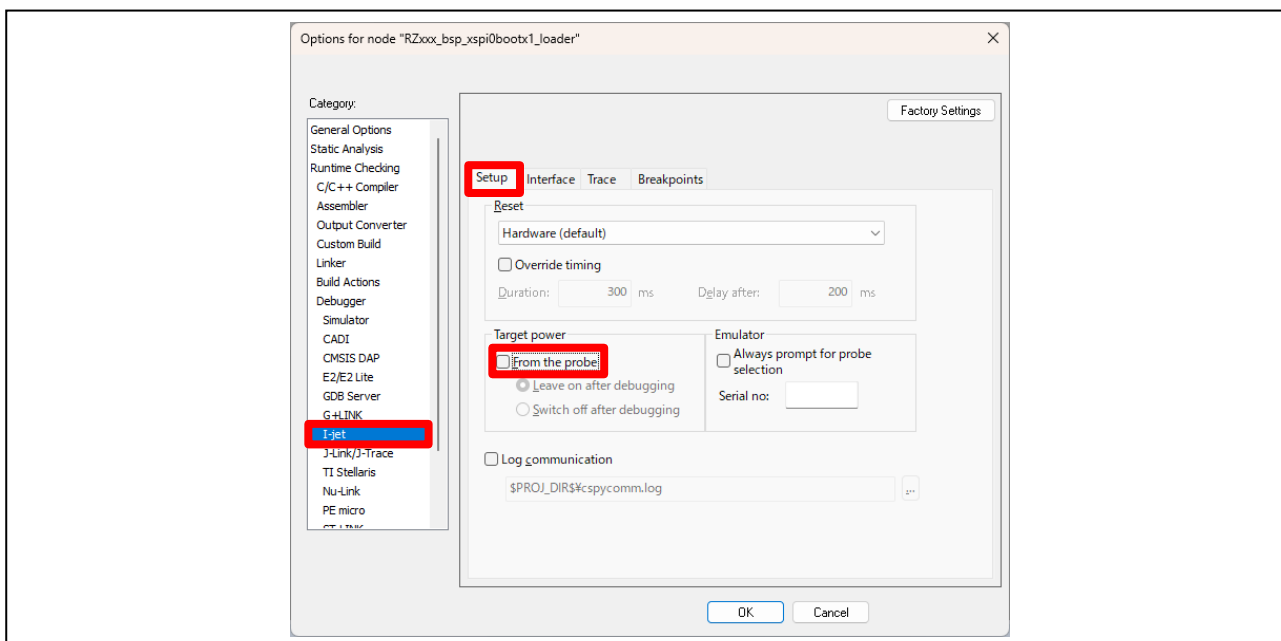 Options for node "RZxxx_bsp_xspi0bootx1_loader"
Category:
General Options
Static Analysis
Runtime Checking
C/C++ Compiler
Assembler
Output Converter
Custom Build
Linker
Build Actions
Debugger
Simulator
CADI
CMSIS DAP
E2/E2 Lite
GDB Server
G+LINK
I-jet
J-Link/J-Trace
TI Stellaris
Nu-Link
PE micro
ST-LINK
Factory Settings
Setup Interface Trace Breakpoints
Reset
Hardware (default)
Override timing
Duration: 300 ms Delay after: 200 ms
Target power
From the probe
Leave on after debugging
Switch off after debugging
Emulator
Always prompt for probe
selection
Serial no:
Log communication
$PROJ_DIR$¥cspycomm.log
...
OK Cancel